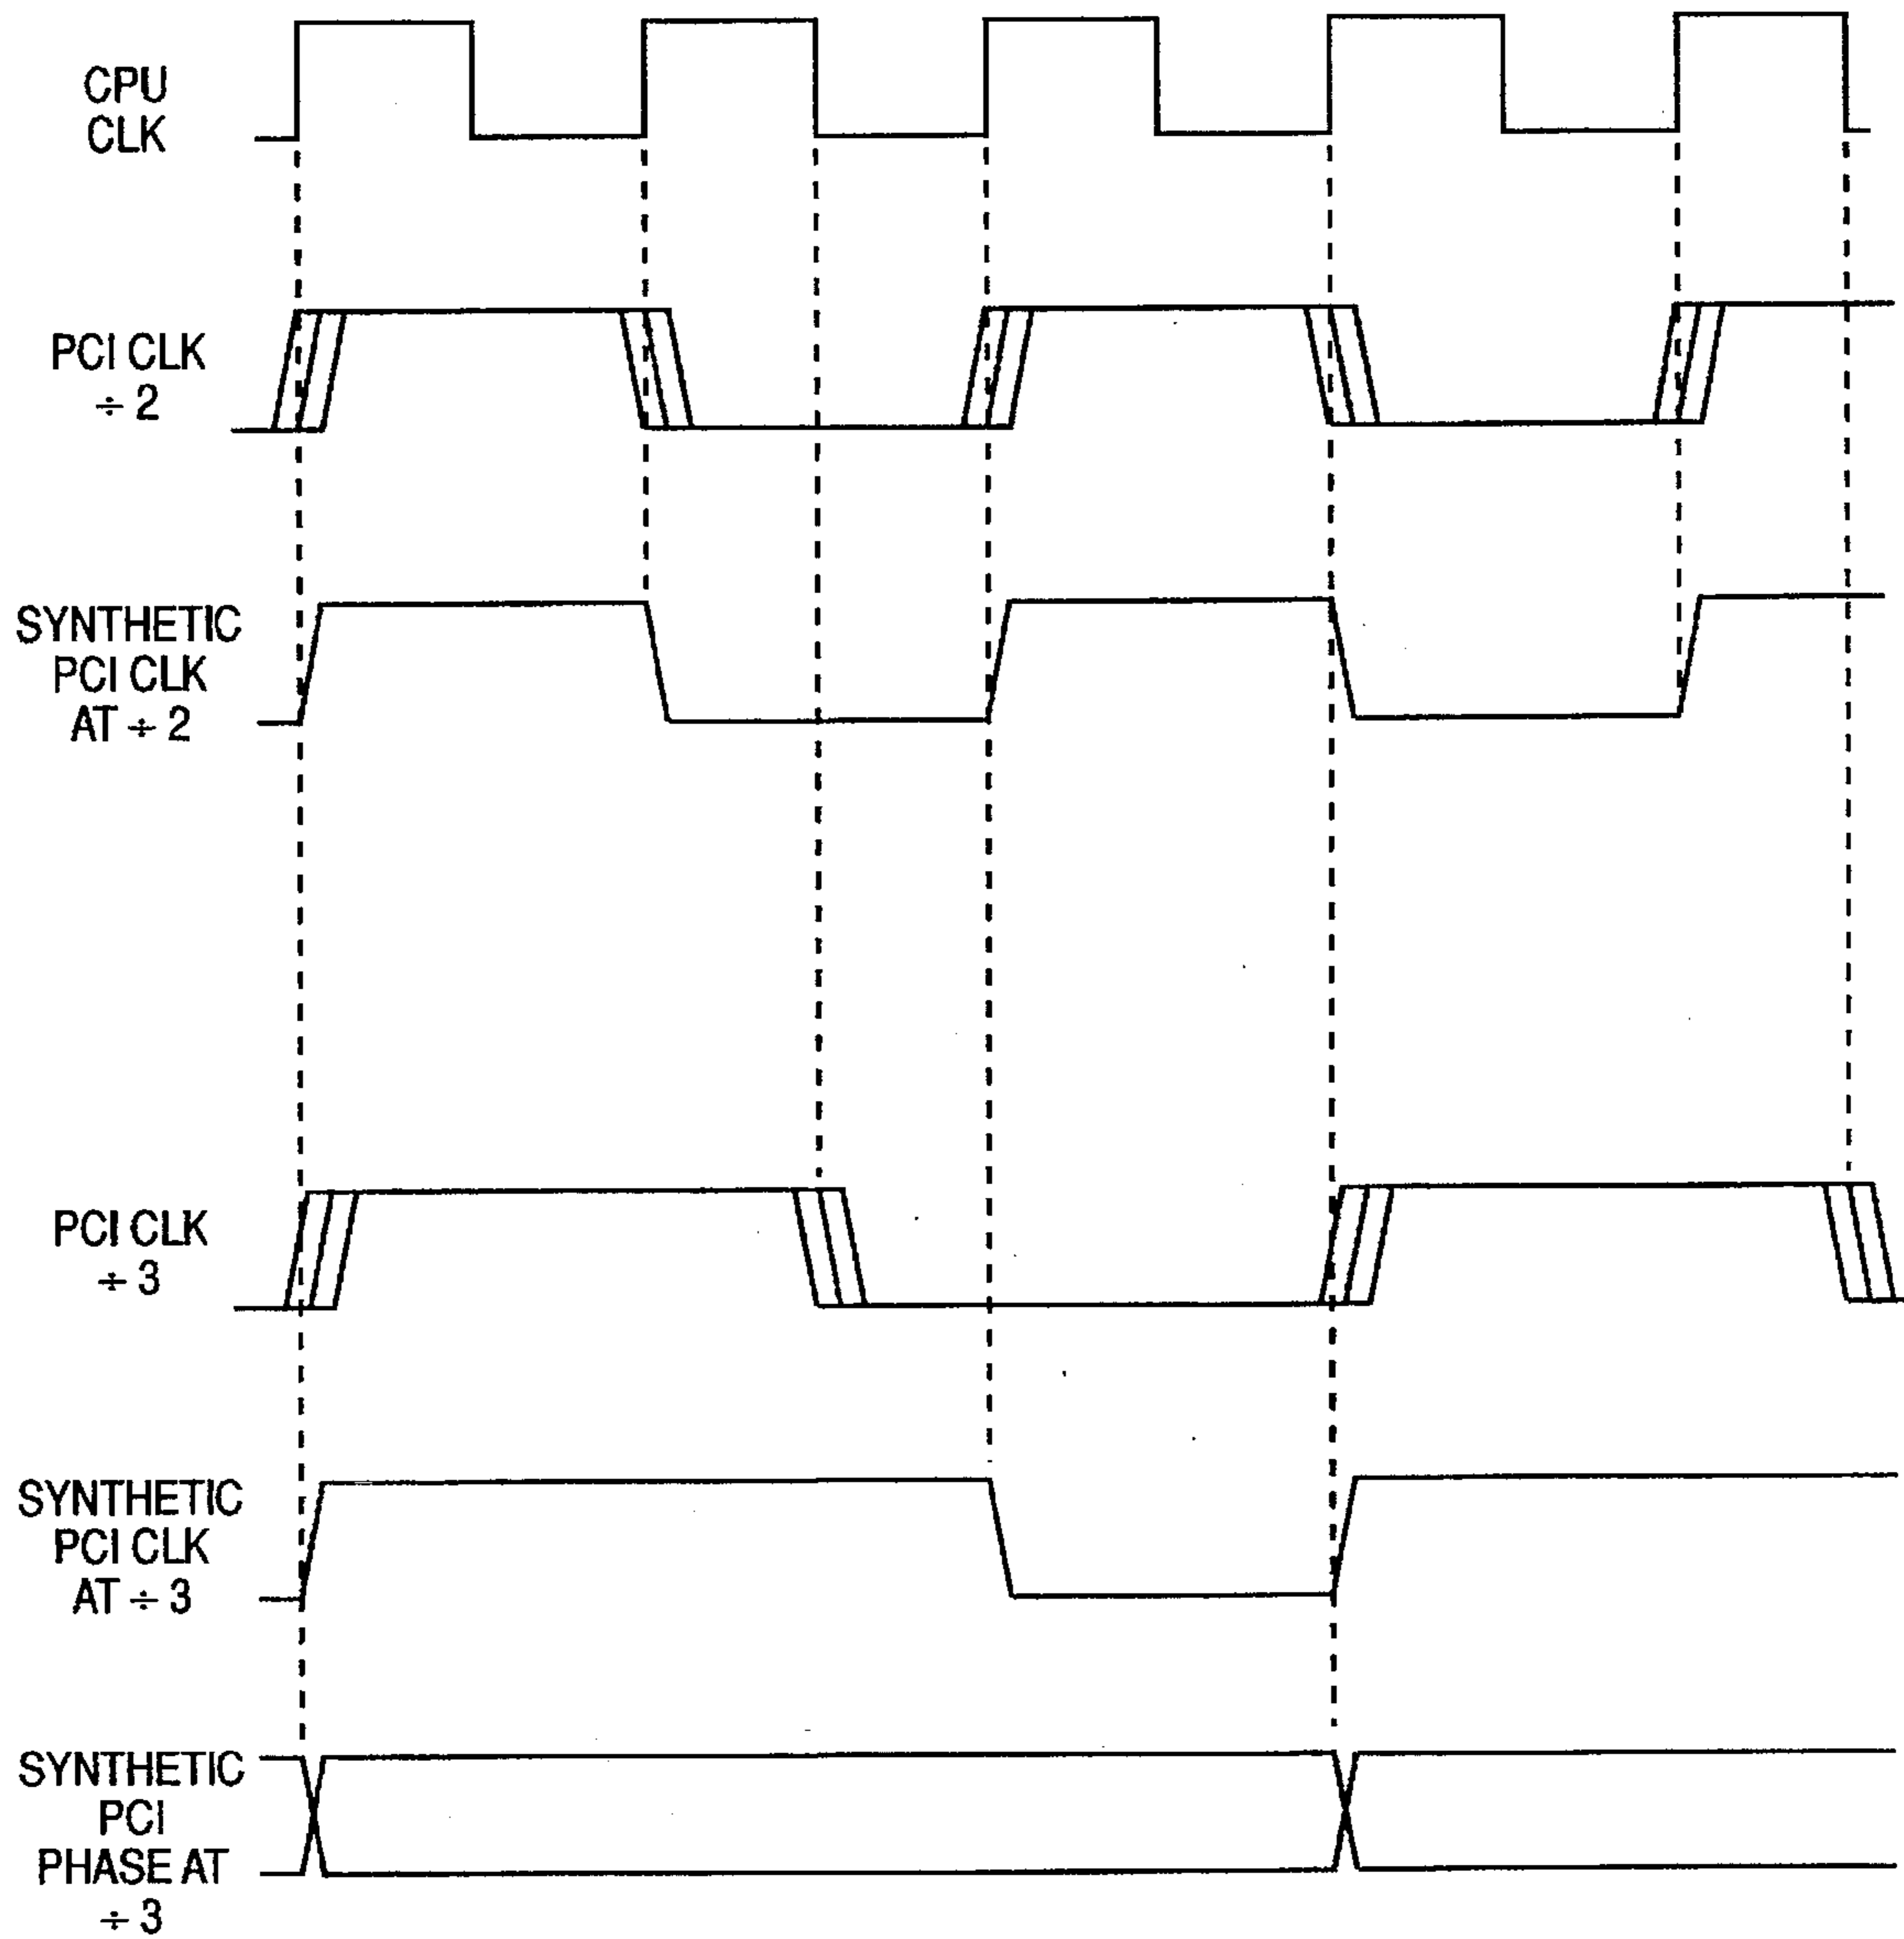 CPU
CLK
PCI CLK
÷ 2
SYNTHETIC
PCI CLK
AT ÷ 2
PCI CLK
÷ 3
SYNTHETIC
PCI CLK
AT ÷ 3
SYNTHETIC
PCI
PHASE AT
÷ 3